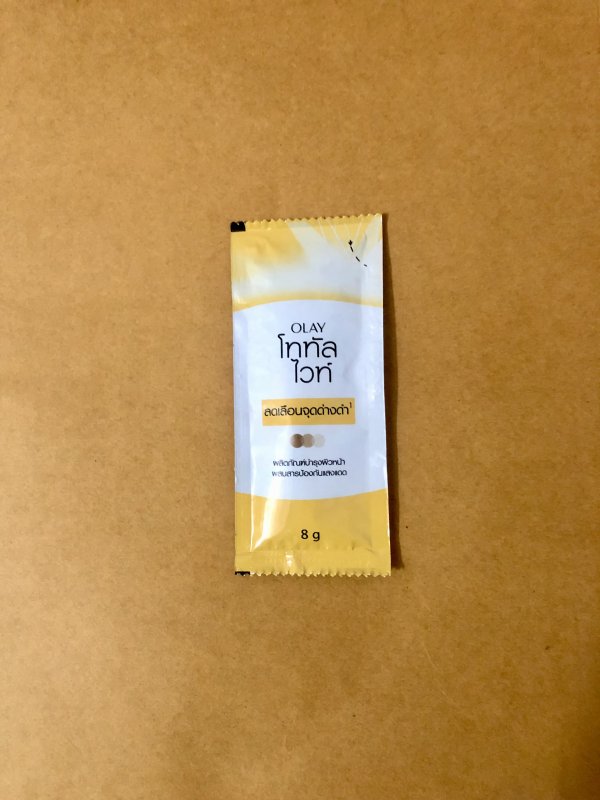 OLAY
โททัล
ไวท์
ลดเลือนจุดด่างดำ¹
ผลิตภัณฑ์บำรุงผิวหน้า
ผสมสารป้องกันแสงแดด
8 g